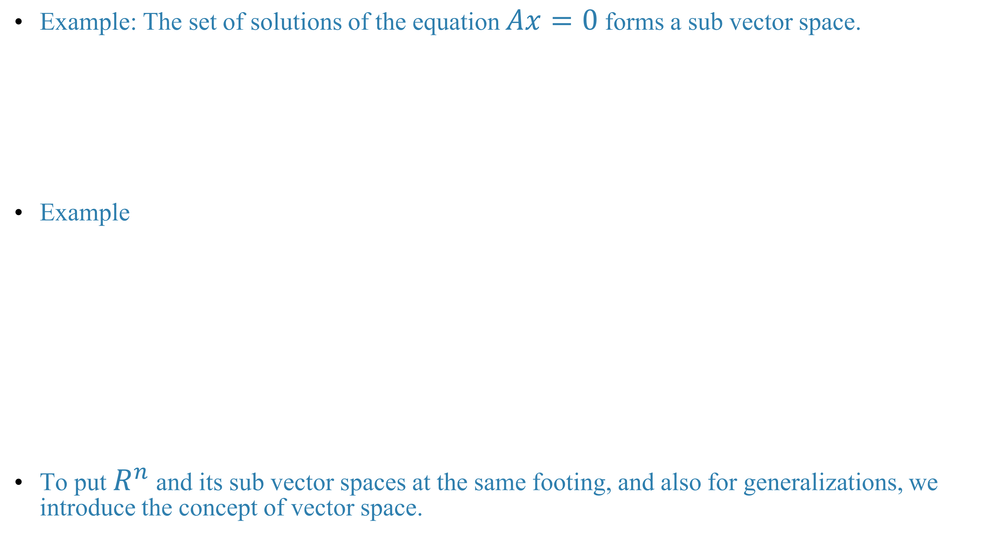 • Example: The set of solutions of the equation 𝐴𝑥 = 0 forms a sub vector space.
• Example
• To put 𝑅ⁿ and its sub vector spaces at the same footing, and also for generalizations, we
introduce the concept of vector space.